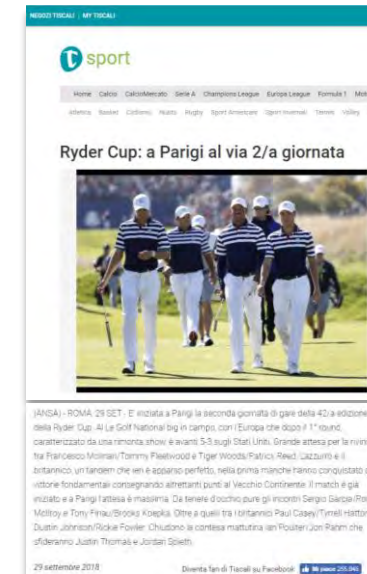 NEGOZI TISCALI | MY TISCALI
t sport
Home Calcio CalcioMercato Serie A Champions League Europa League Formula 1
Atletica Basket Ciclismo Nuoto Rugby Sport Americani Sport Invernali Tennis Volley
Ryder Cup: a Parigi al via 2/a giornata
(ANSA) - ROMA, 29 SET - E' iniziata a Parigi la seconda giornata di gare della 42/a edizione
della Ryder Cup. Al Le Golf National big in campo, con l'Europa che dopo il 1° round,
caratterizzato da una rimonta show, è avanti 5-3 sugli Stati Uniti. Grande attesa per la
fra Francesco Molinari/Tommy Fleetwood e Tiger Woods/Patrick Reed. L'azzurro e il
britannico, un tandem che ieri è apparso perfetto, nella prima manche hanno conquistato
vittorie fondamentali consegnando altrettanti punti al Vecchio Continente. Il match è già
iniziato e a Parigi l'attesa è massima. Da tenere d'occhio pure gli incontri Sergio Garcia/
McIlroy e Tony Finau/Brooks Koepka. Oltre a quelli tra i britannici Paul Casey/Tyrrell Hatton
Dustin Johnson/Rickie Fowler. Chiudono la contesa mattutina Ian Poulter/Jon Rahm che
sfideranno Justin Thomas e Jordan Spieth.
29 settembre 2018 Diventa fan di Tiscali su Facebook Mi piace